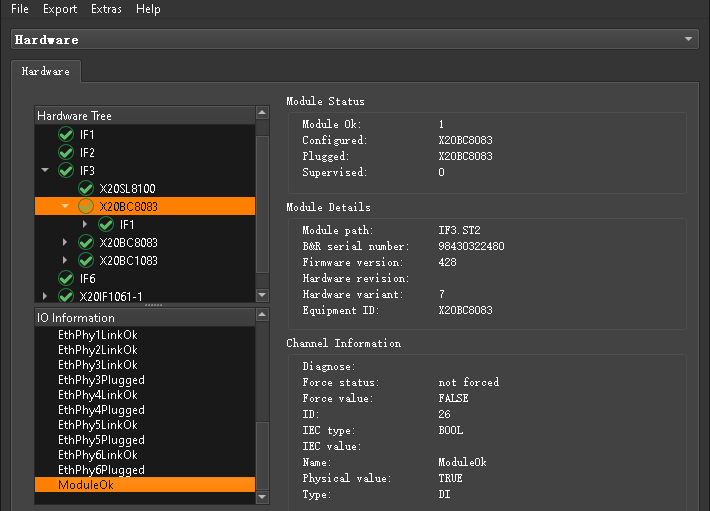 File Export Extras Help
Hardware
Hardware
Hardware Tree
IF1
IF2
IF3
X20SL8100
X20BC8083
IF1
X20BC8083
X20BC1083
IF6
X20IF1061-1
IO Information
EthPhy1LinkOk
EthPhy2LinkOk
EthPhy3LinkOk
EthPhy3Plugged
EthPhy4LinkOk
EthPhy4Plugged
EthPhy5LinkOk
EthPhy5Plugged
EthPhy6LinkOk
EthPhy6Plugged
ModuleOk
Module Status
Module Ok: 1
Configured: X20BC8083
Plugged: X20BC8083
Supervised: 0
Module Details
Module path: IF3.ST2
B&R serial number: 98430322480
Firmware version: 428
Hardware revision:
Hardware variant: 7
Equipment ID: X20BC8083
Channel Information
Diagnose:
Force status: not forced
Force value: FALSE
ID: 26
IEC type: BOOL
IEC value:
Name: ModuleOk
Physical value: TRUE
Type: DI